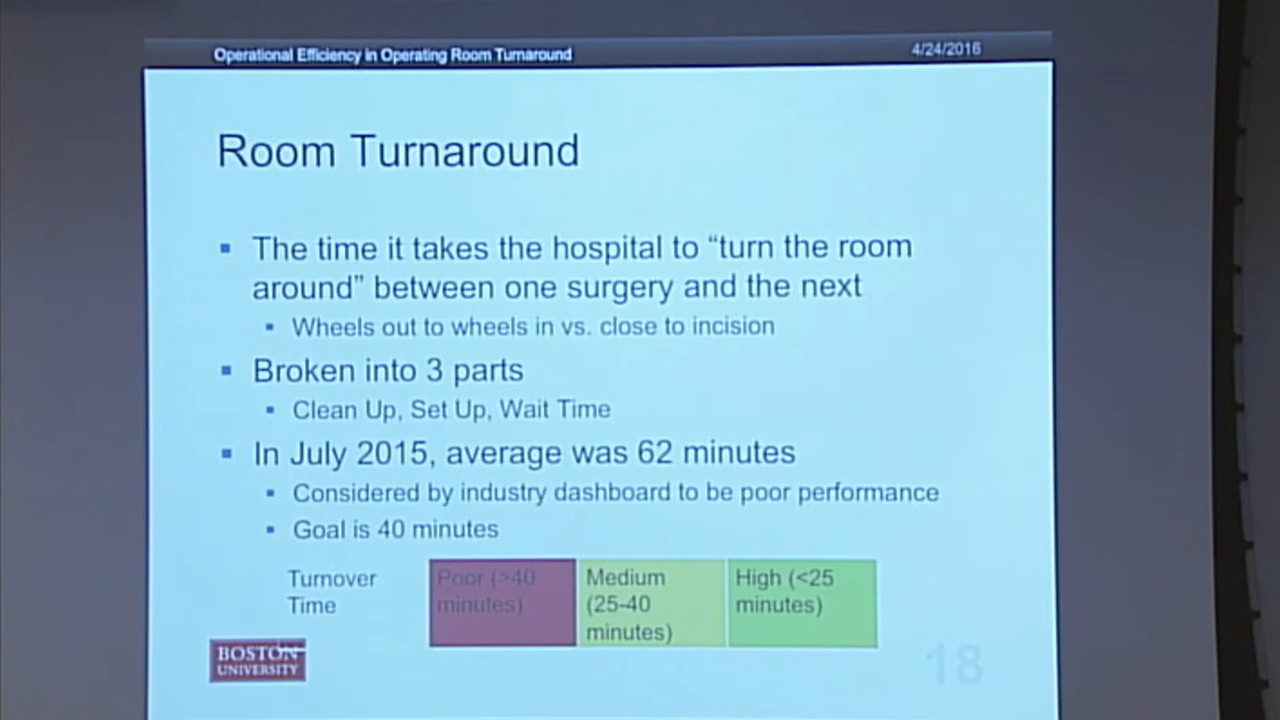 Operational Efficiency in Operating Room Turnaround
4/24/2016
Room Turnaround
The time it takes the hospital to “turn the room
around” between one surgery and the next
Wheels out to wheels in vs. close to incision
Broken into 3 parts
Clean Up, Set Up, Wait Time
In July 2015, average was 62 minutes
Considered by industry dashboard to be poor performance
Goal is 40 minutes
Turnover
Time
Poor (>40
minutes)
Medium
(25-40
minutes)
High (<25
minutes)
BOSTON
UNIVERSITY
18